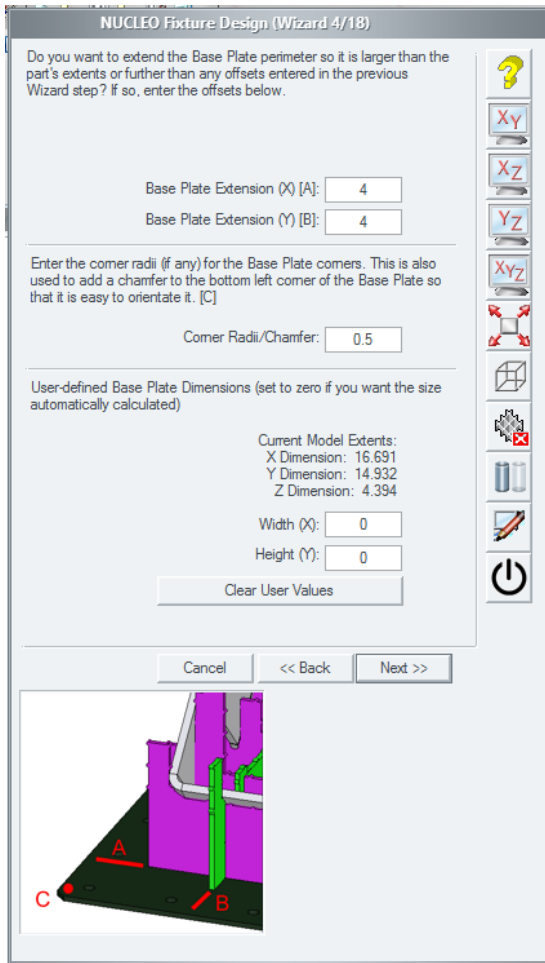 NUCLEO Fixture Design (Wizard 4/18)
Do you want to extend the Base Plate perimeter so it is larger than the
part's extents or further than any offsets entered in the previous
Wizard step? If so, enter the offsets below.
?
XY
XZ
Base Plate Extension (X) [A]: 4
Base Plate Extension (Y) [B]: 4
YZ
Enter the corner radii (if any) for the Base Plate corners. This is also
used to add a chamfer to the bottom left corner of the Base Plate so
that it is easy to orientate it. [C]
XYZ
Corner Radii/Chamfer: 0.5
User-defined Base Plate Dimensions (set to zero if you want the size
automatically calculated)
Current Model Extents:
X Dimension: 16.691
Y Dimension: 14.932
Z Dimension: 4.394
Width (X): 0
Height (Y): 0
Clear User Values
Cancel << Back Next >>
A
C
B